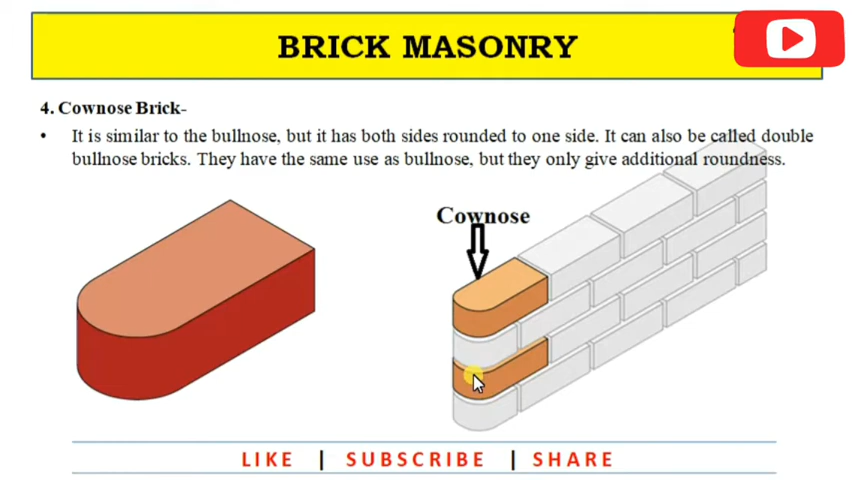 BRICK MASONRY
4. Cownose Brick-
• It is similar to the bullnose, but it has both sides rounded to one side. It can also be called double
bullnose bricks. They have the same use as bullnose, but they only give additional roundness.
Cownose
LIKE | SUBSCRIBE | SHARE